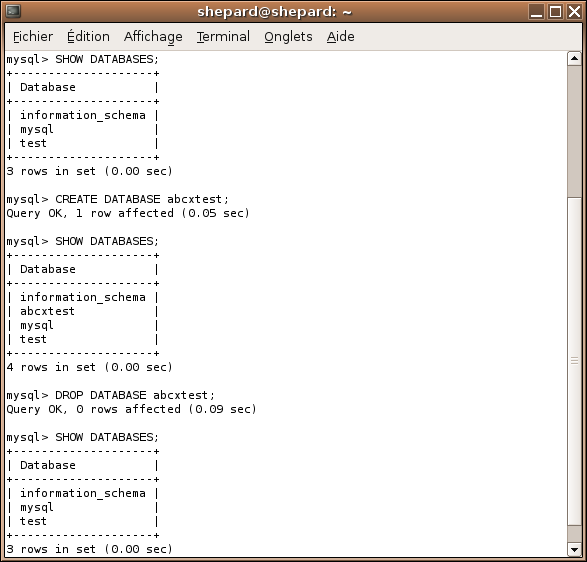 shepard@shepard: ~
Fichier Édition Affichage Terminal Onglets Aide
mysql> SHOW DATABASES;
+--------------------+
| Database           |
+--------------------+
| information_schema |
| mysql              |
| test               |
+--------------------+
3 rows in set (0.00 sec)
mysql> CREATE DATABASE abcxtest;
Query OK, 1 row affected (0.05 sec)
mysql> SHOW DATABASES;
+--------------------+
| Database           |
+--------------------+
| information_schema |
| abcxtest           |
| mysql              |
| test               |
+--------------------+
4 rows in set (0.00 sec)
mysql> DROP DATABASE abcxtest;
Query OK, 0 rows affected (0.09 sec)
mysql> SHOW DATABASES;
+--------------------+
| Database           |
+--------------------+
| information_schema |
| mysql              |
| test               |
+--------------------+
3 rows in set (0.00 sec)